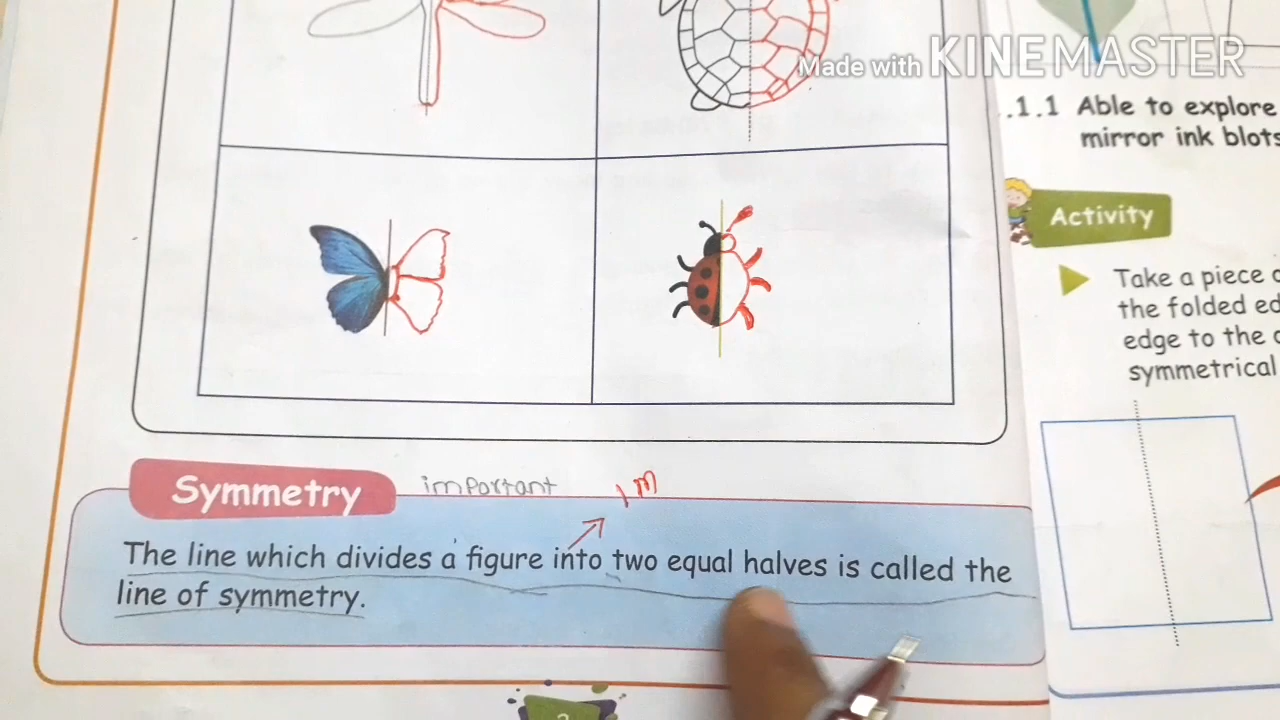 Made with KINEMASTER
.1.1 Able to explore
mirror ink blots
Activity
Take a piece
the folded
edge to the
symmetrical
Symmetry
important
1 M
The line which divides a figure into two equal halves is called the
line of symmetry.